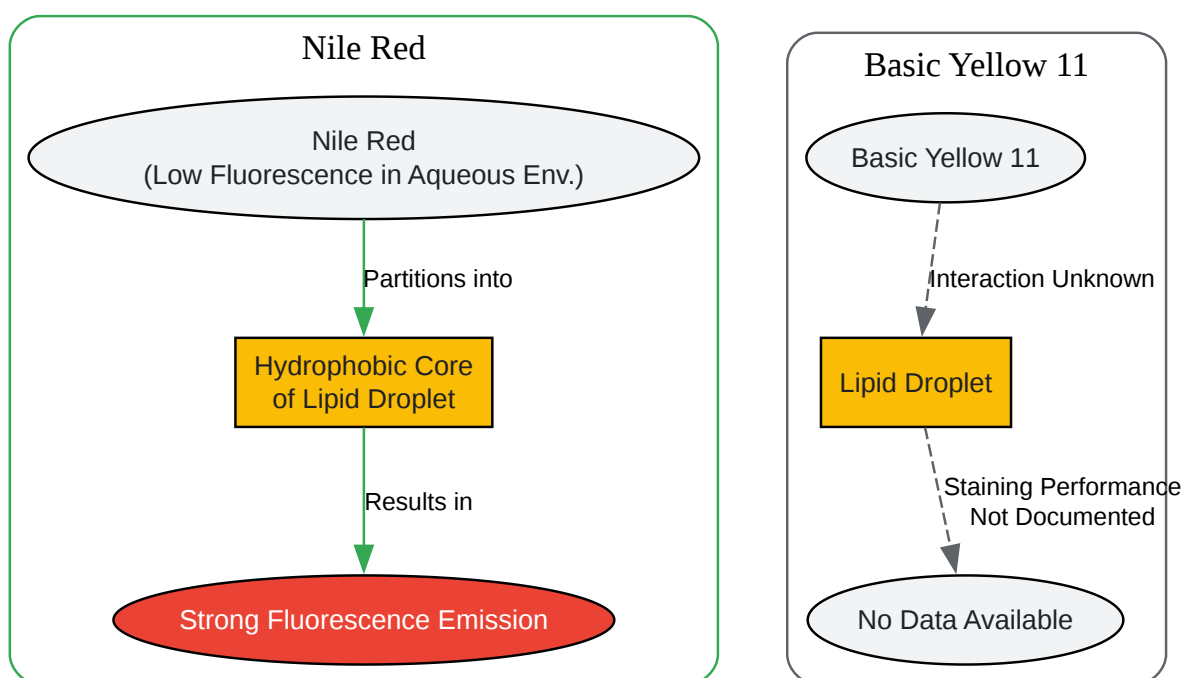 Nile Red
Nile Red
(Low Fluorescence in Aqueous Env.)
Partitions into
Hydrophobic Core
of Lipid Droplet
Results in
Strong Fluorescence Emission
Basic Yellow 11
Basic Yellow 11
Interaction Unknown
Lipid Droplet
Staining Performance
Not Documented
No Data Available